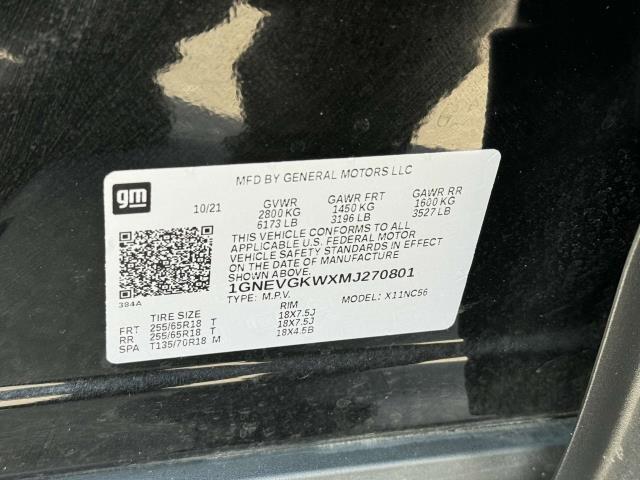 MFD BY GENERAL MOTORS LLC
gm
10/21 GVWR GAWR FRT GAWR RR
2800 KG 1450 KG 1600 KG
6173 LB 3196 LB 3527 LB
THIS VEHICLE CONFORMS TO ALL
APPLICABLE U.S. FEDERAL MOTOR
VEHICLE SAFETY STANDARDS IN EFFECT
ON THE DATE OF MANUFACTURE
SHOWN ABOVE.
1GNEVGKWXMJ270801
384A
TYPE: M.P.V. MODEL: X11NC56
TIRE SIZE RIM
FRT 255/65R18 T 18X7.5J
RR 255/65R18 T 18X7.5J
SPA T135/70R18 M 18X4.5B